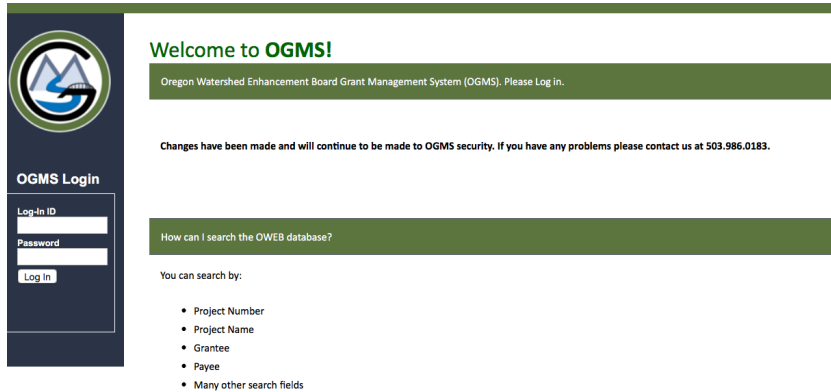 Welcome to OGMS!
Oregon Watershed Enhancement Board Grant Management System (OGMS). Please Log in.
Changes have been made and will continue to be made to OGMS security. If you have any problems please contact us at 503.986.0183.
OGMS Login
Log-In ID
Password
Log In
How can I search the OWEB database?
You can search by:
• Project Number
• Project Name
• Grantee
• Payee
• Many other search fields